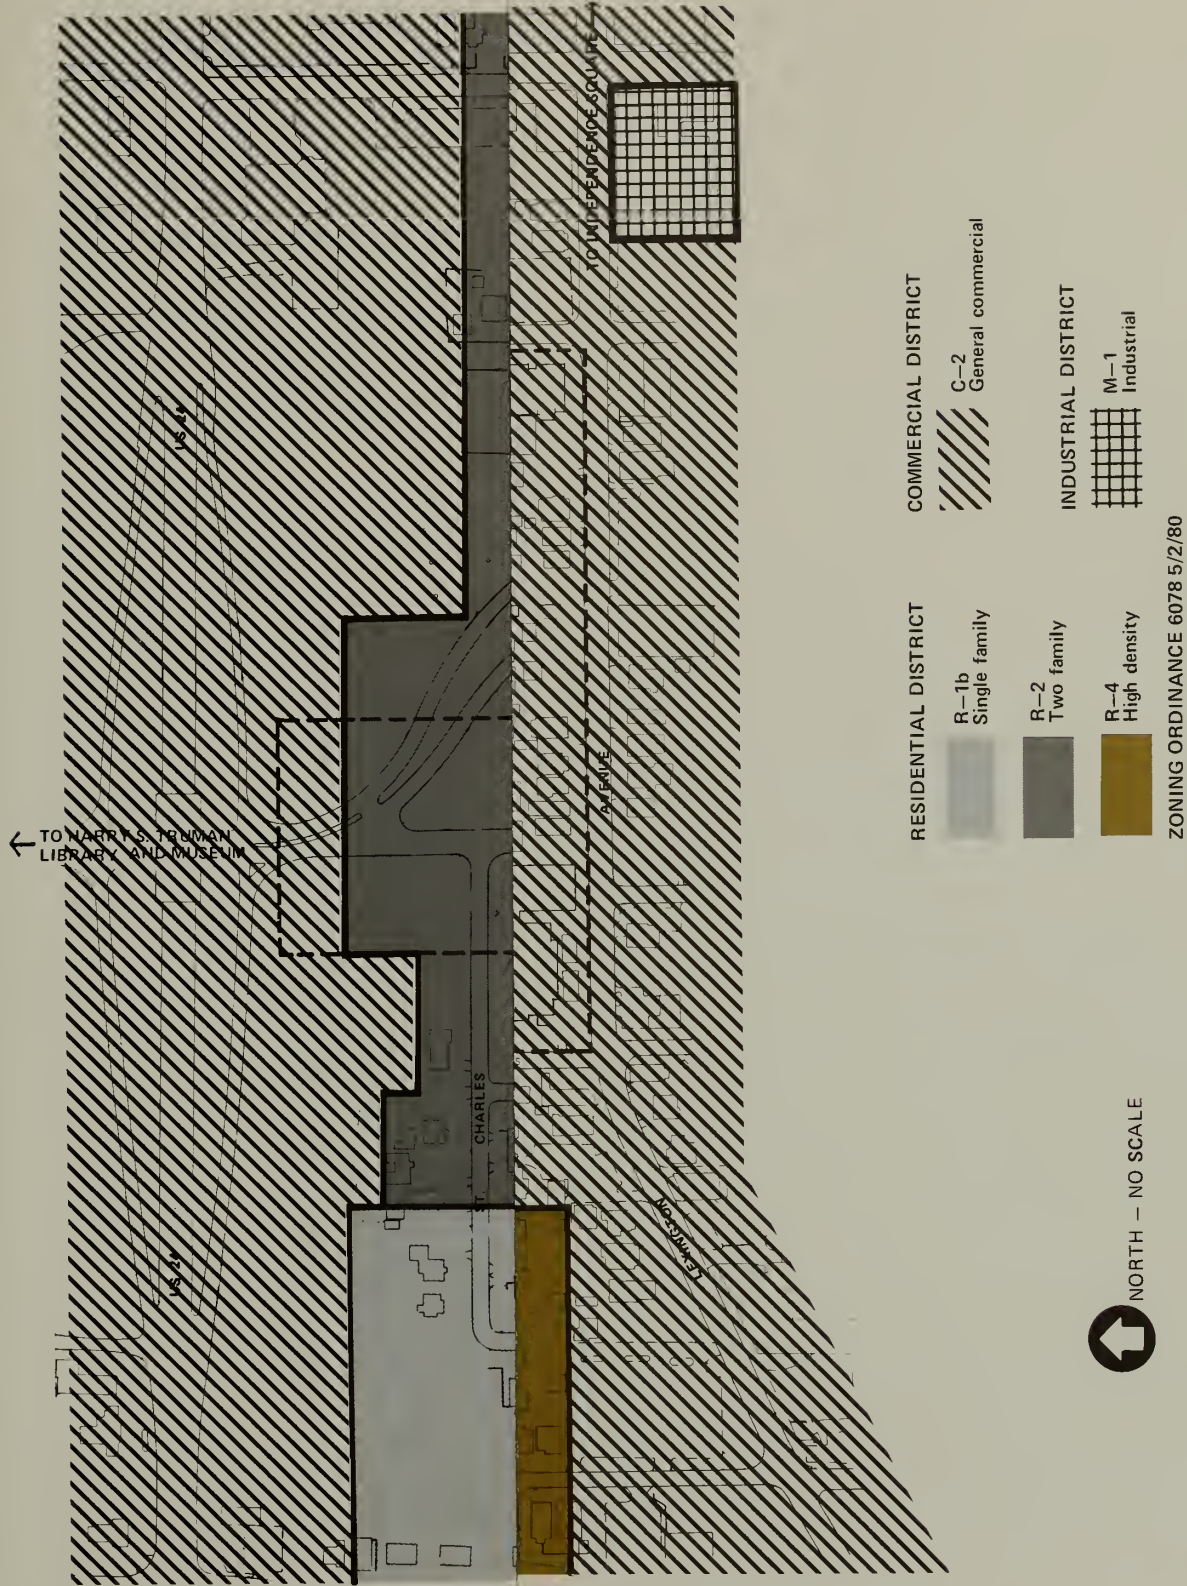 TO HARRY S. TRUMAN
LIBRARY AND MUSEUM
US 24
US 24
TO INDEPENDENCE SQUARE
ST. CHARLES
AVENUE
LEXINGTON
RESIDENTIAL DISTRICT
R-1b
Single family
R-2
Two family
R-4
High density
COMMERCIAL DISTRICT
C-2
General commercial
INDUSTRIAL DISTRICT
M-1
Industrial
ZONING ORDINANCE 6078 5/2/80
NORTH - NO SCALE